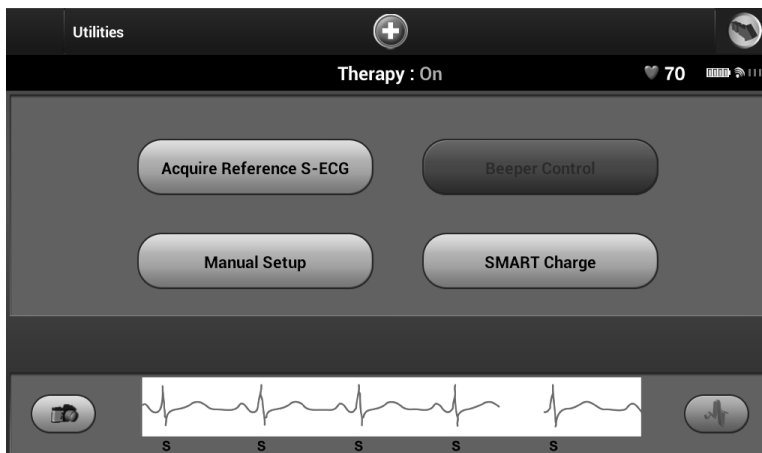 Utilities
Therapy : On
70
Acquire Reference S-ECG
Beeper Control
Manual Setup
SMART Charge
S S S S S